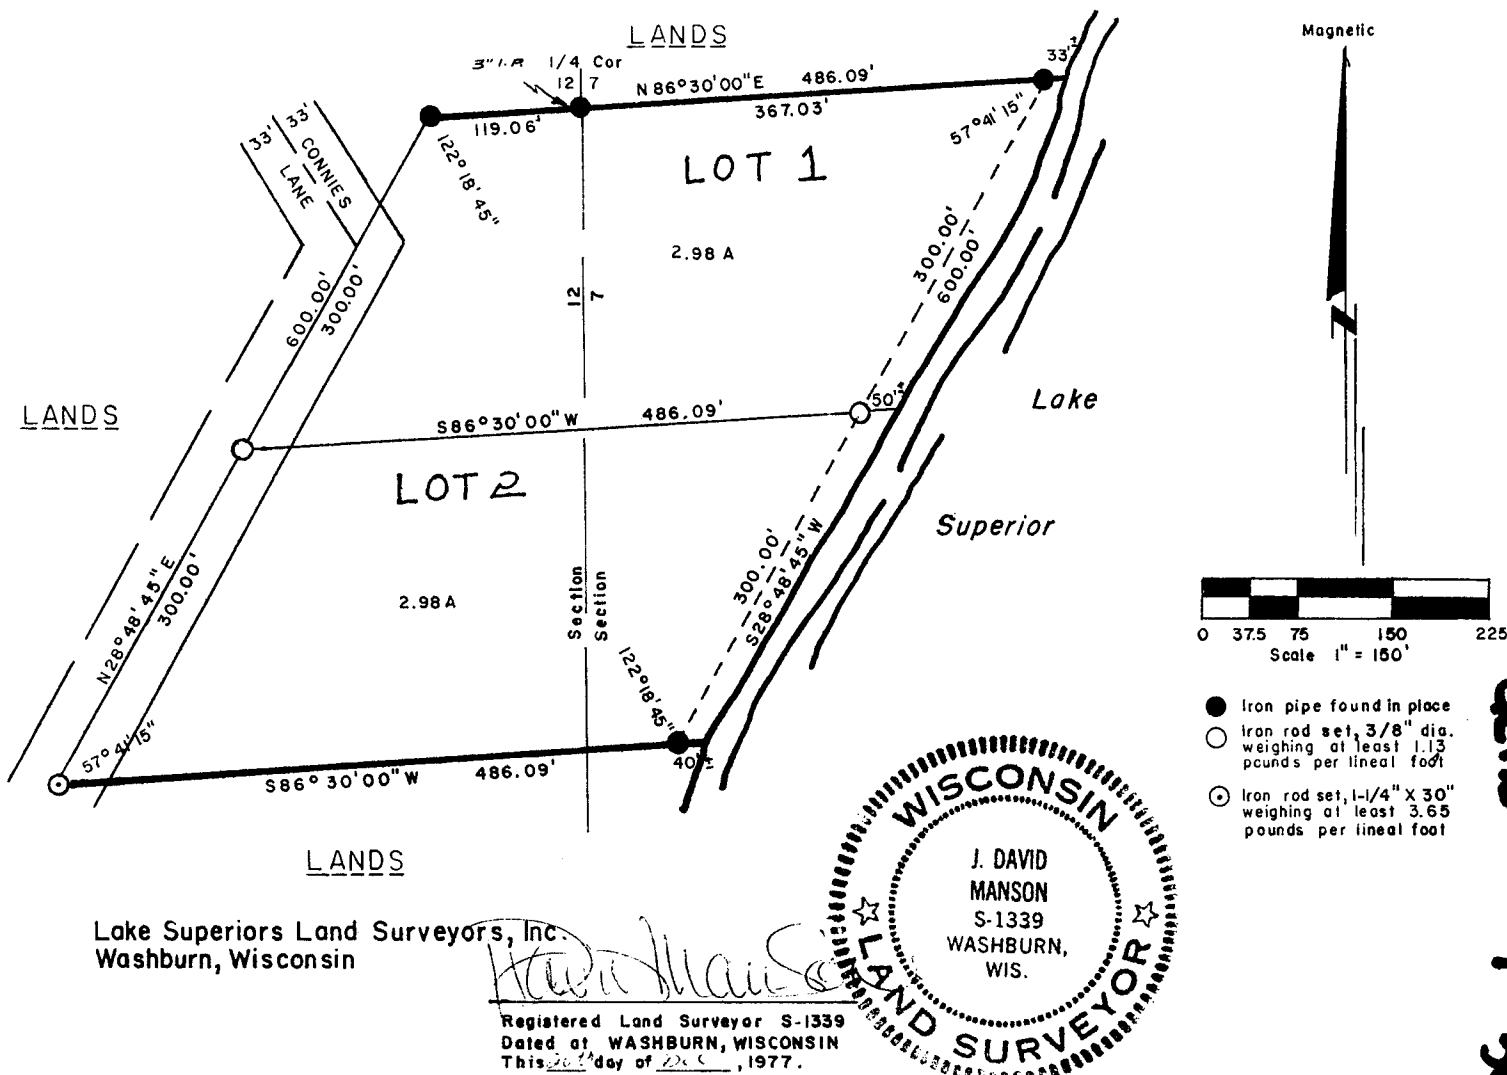 LANDS
Magnetic
3" I.P. 1/4 Cor
12 7
N 86°30'00"E 486.09'
33'±
119.06'
367.03'
57°41'15"
33' 33'
CONNIES
LANE
122°18'45"
LOT 1
2.98 A
300.00'
600.00'
600.00'
300.00'
12 7
LANDS
Lake
50'±
S86°30'00"W 486.09'
LOT 2
Superior
300.00'
S28°48'45"W
N28°48'45"E
300.00'
2.98 A
Section
Section
122°18'45"
57°41'15"
S86°30'00"W 486.09'
40'±
0 37.5 75 150 225
Scale 1" = 150'
Iron pipe found in place
Iron rod set, 3/8" dia.
weighing at least 1.13
pounds per lineal foot
Iron rod set, 1-1/4" X 30"
weighing at least 3.65
pounds per lineal foot
LANDS
Lake Superiors Land Surveyors, Inc.
Washburn, Wisconsin
Registered Land Surveyor S-1339
Dated at WASHBURN, WISCONSIN
This day of , 1977.
WISCONSIN
J. DAVID
MANSON
S-1339
WASHBURN,
WIS.
LAND SURVEYOR